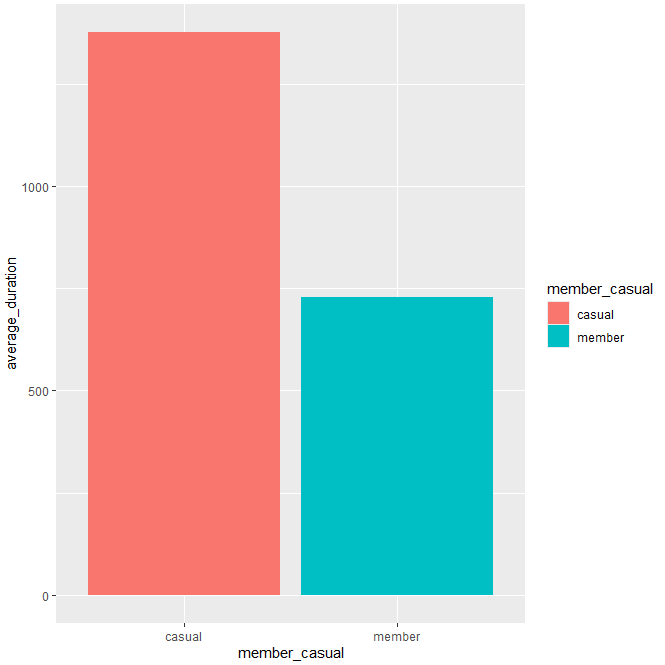 average_duration
1000
500
0
casual
member
member_casual
member_casual
casual
member